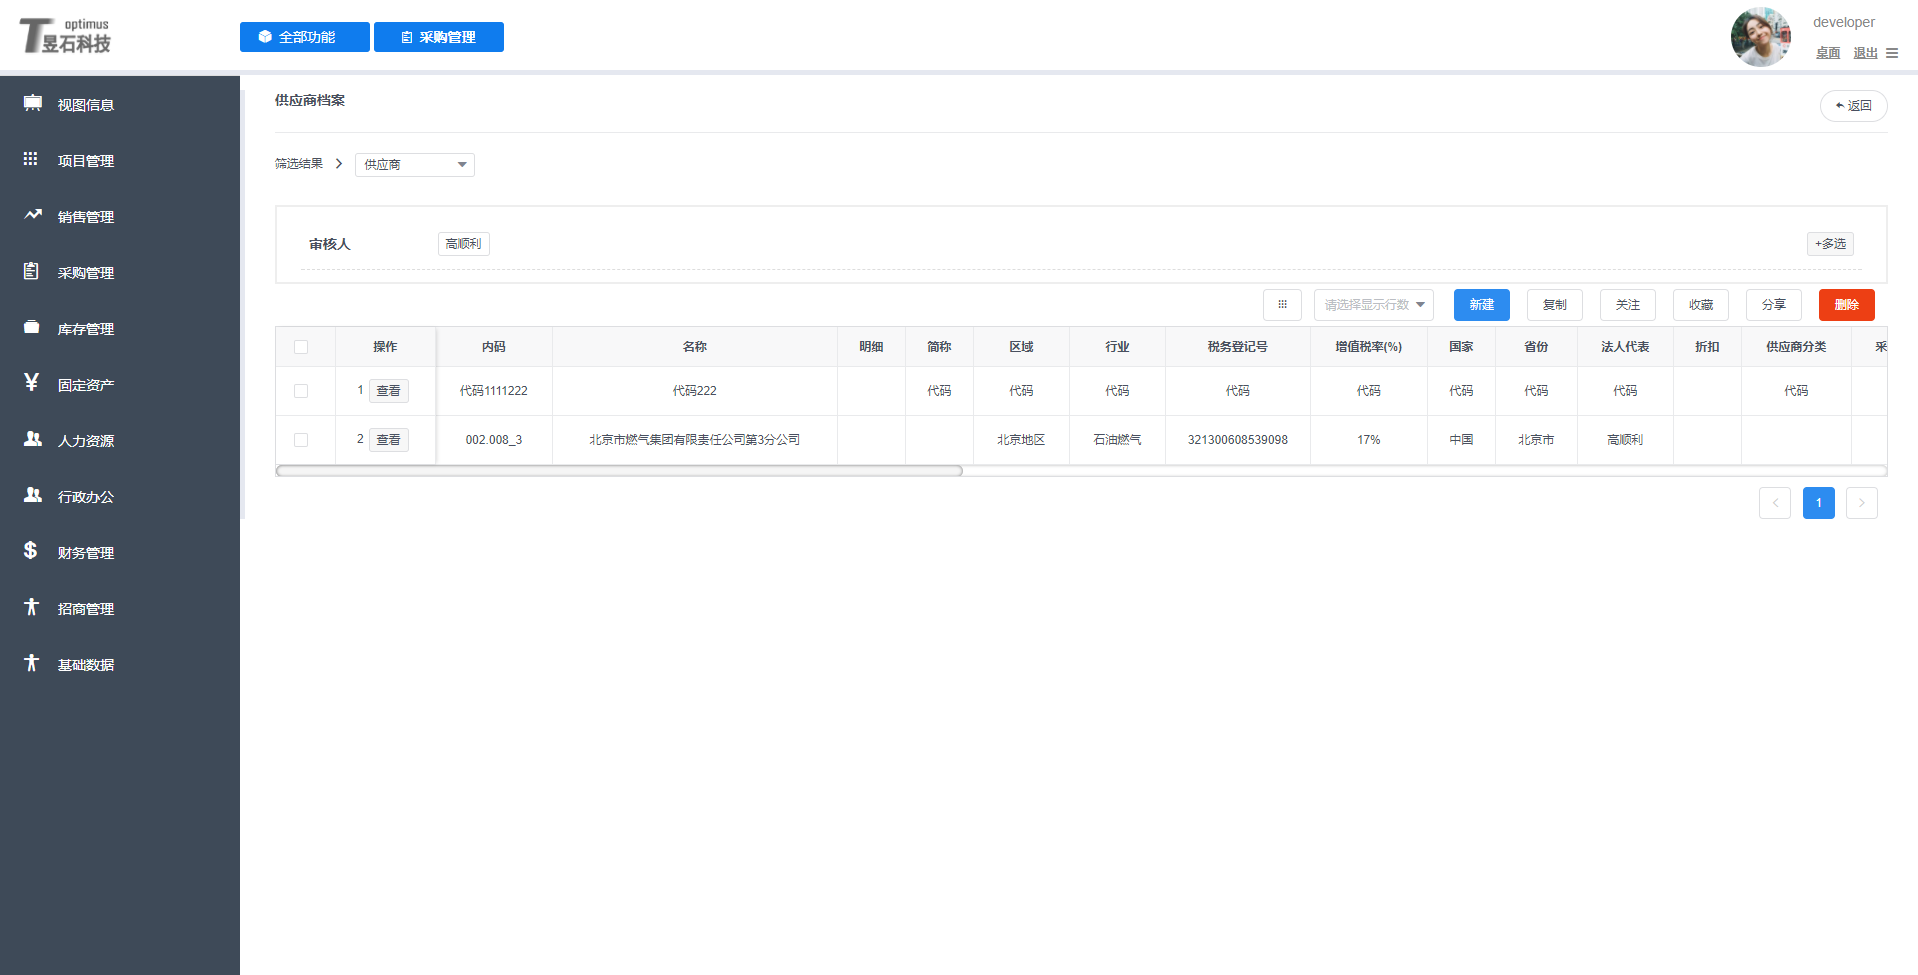 optimus
昱石科技
全部功能
采购管理
developer
桌面 退出
视图信息
项目管理
销售管理
采购管理
库存管理
固定资产
人力资源
行政办公
财务管理
招商管理
基础数据
供应商档案
返回
筛选结果 供应商
审核人 高顺利 +多选
请选择显示行数 新建 复制 关注 收藏 分享 删除
操作 内码 名称 明细 简称 区域 行业 税务登记号 增值税率(%) 国家 省份 法人代表 折扣 供应商分类 采
1 查看 代码1111222 代码222 代码 代码 代码 代码 代码 代码 代码 代码 代码
2 查看 002.008_3 北京市燃气集团有限责任公司第3分公司 北京地区 石油燃气 321300608539098 17% 中国 北京市 高顺利
1